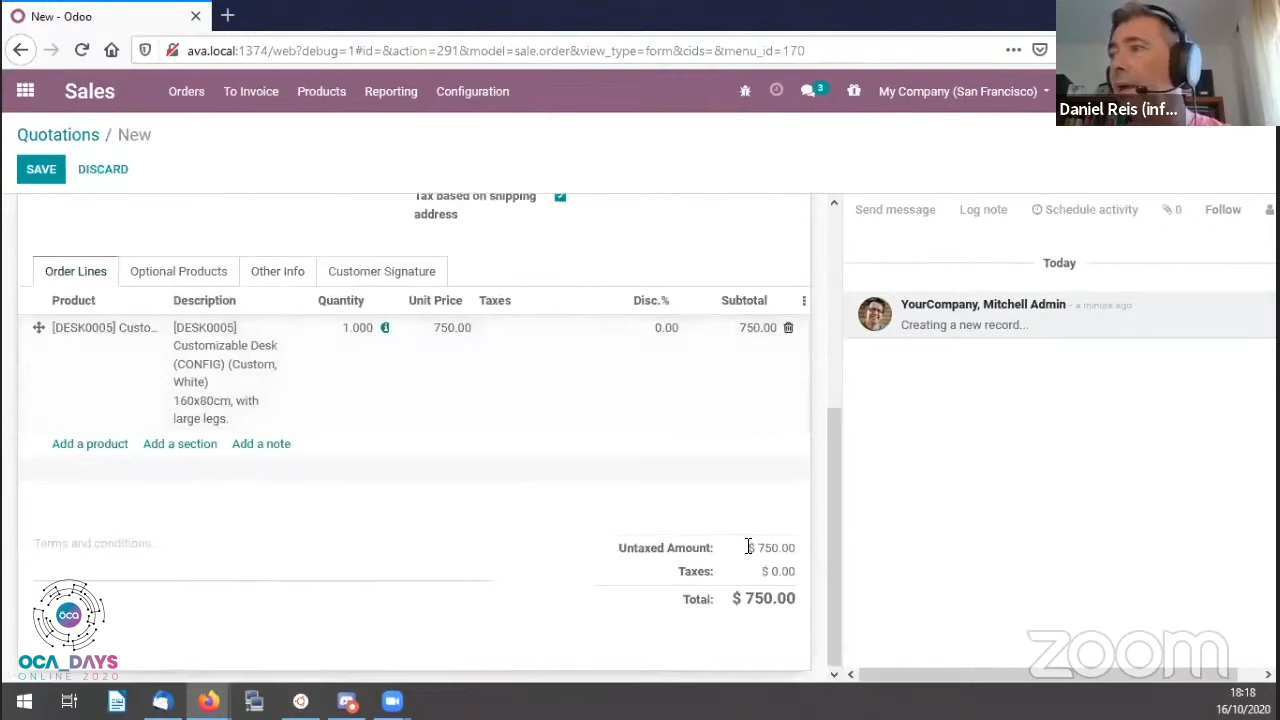 New - Odoo
ava.local:1374/web?debug=1#id=&action=291&model=sale.order&view_type=form&cids=&menu_id=170
Sales Orders To Invoice Products Reporting Configuration 3 My Company (San Francisco)
Daniel Reis (inf...
Quotations / New
SAVE DISCARD
Tax based on shipping
address
Send message Log note Schedule activity 0 Follow
Order Lines Optional Products Other Info Customer Signature
Today
Product Description Quantity Unit Price Taxes Disc.% Subtotal
YourCompany, Mitchell Admin - a minute ago
Creating a new record...
[DESK0005] Custo... [DESK0005] 1.000 750.00 0.00 750.00
Customizable Desk
(CONFIG) (Custom,
White)
160x80cm, with
large legs.
Add a product Add a section Add a note
Terms and conditions...
Untaxed Amount: $ 750.00
Taxes: $ 0.00
Total: $ 750.00
oca
OCA_DAYS
ONLINE 2020
zoom
18:18
16/10/2020